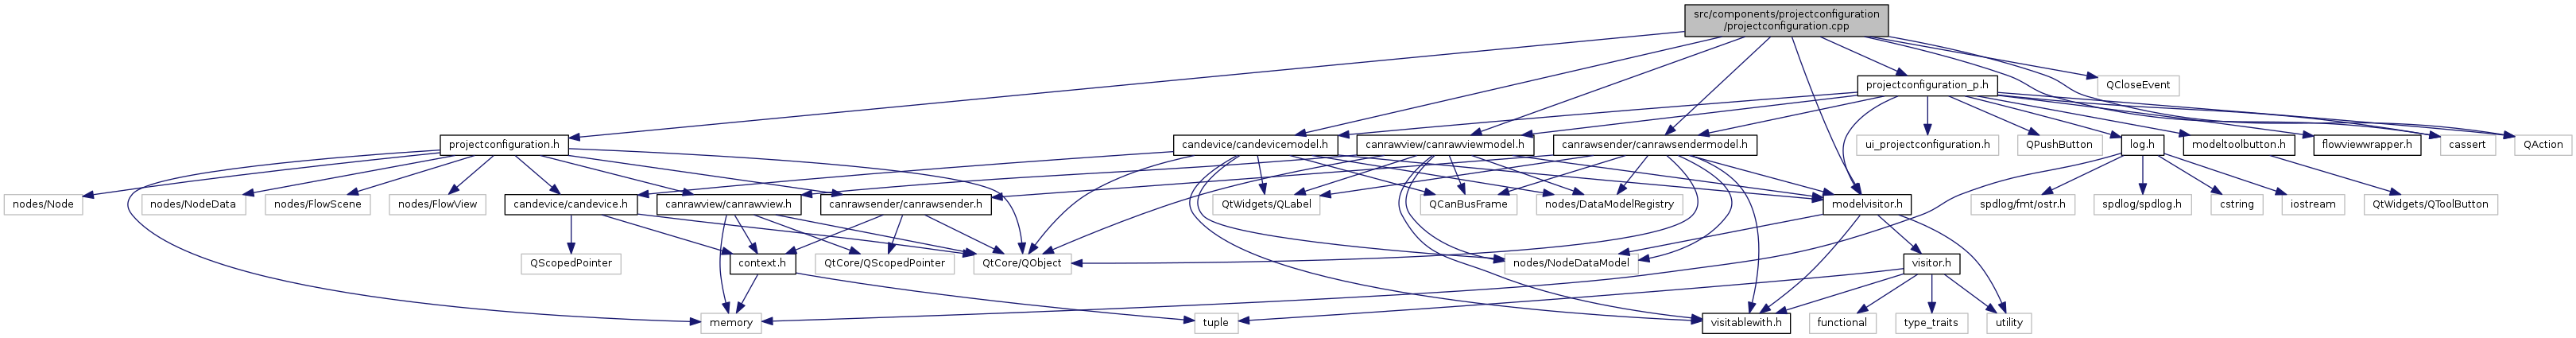 src/components/projectconfiguration
/projectconfiguration.cpp
projectconfiguration_p.h
QCloseEvent
projectconfiguration.h
candevice/candevicemodel.h
canrawview/canrawviewmodel.h
canrawsender/canrawsendermodel.h
ui_projectconfiguration.h
QPushButton
log.h
modeltoolbutton.h
flowviewwrapper.h
cassert
QAction
nodes/Node
nodes/NodeData
nodes/FlowScene
nodes/FlowView
candevice/candevice.h
canrawview/canrawview.h
canrawsender/canrawsender.h
QtWidgets/QLabel
QCanBusFrame
nodes/DataModelRegistry
modelvisitor.h
spdlog/fmt/ostr.h
spdlog/spdlog.h
cstring
iostream
QtWidgets/QToolButton
QScopedPointer
context.h
QtCore/QScopedPointer
QtCore/QObject
nodes/NodeDataModel
visitor.h
memory
tuple
visitablewith.h
functional
type_traits
utility